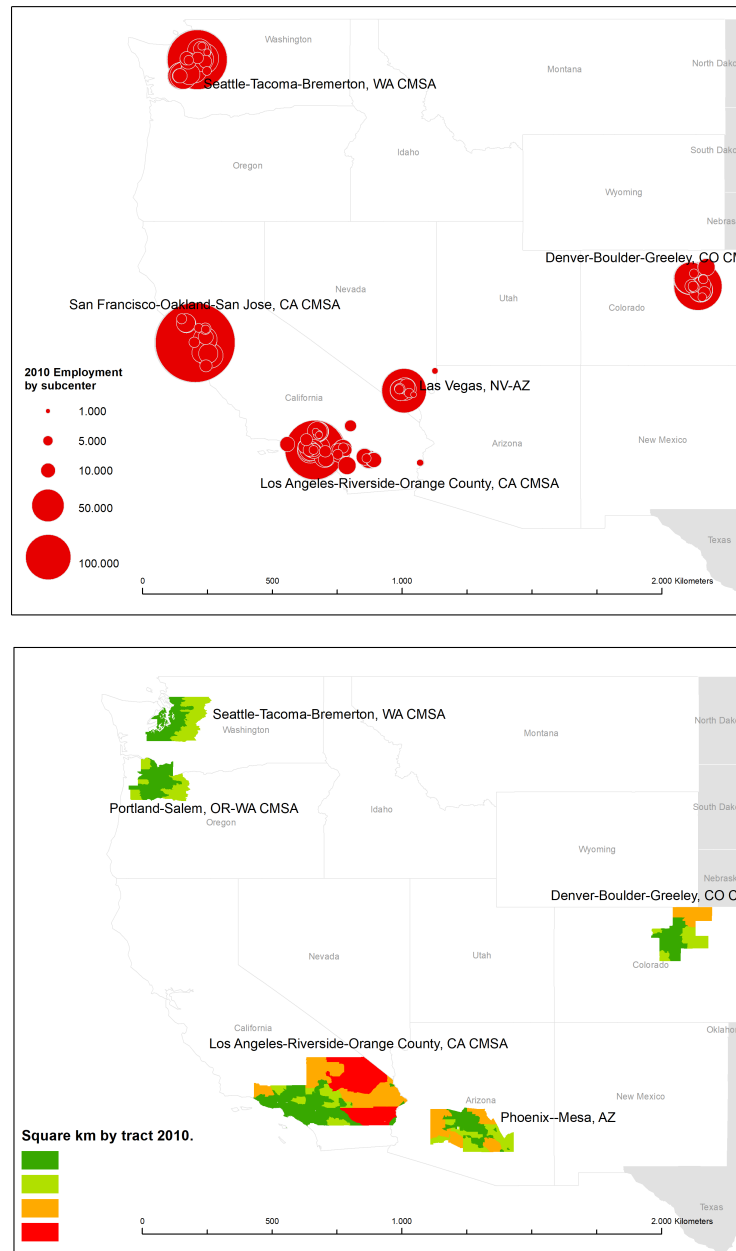 Washington
Montana
North Dako
Seattle-Tacoma-Bremerton, WA CMSA
Oregon
Idaho
South Dako
Wyoming
Nebras
Denver-Boulder-Greeley, CO CM
Nevada
Utah
Colorado
San Francisco-Oakland-San Jose, CA CMSA
2010 Employment
by subcenter
1.000
5.000
10.000
50.000
100.000
California
Las Vegas, NV-AZ
Arizona
New Mexico
Los Angeles-Riverside-Orange County, CA CMSA
Texas
0 500 1.000 2.000 Kilometers
Seattle-Tacoma-Bremerton, WA CMSA
Washington
Montana
North Dako
Portland-Salem, OR-WA CMSA
Oregon
Idaho
South Dako
Wyoming
Nebrask
Denver-Boulder-Greeley, CO C
Nevada
Utah
Colorado
California
Oklaho
Los Angeles-Riverside-Orange County, CA CMSA
Arizona
New Mexico
Phoenix--Mesa, AZ
Square km by tract 2010.
Texas
0 500 1.000 2.000 Kilometers